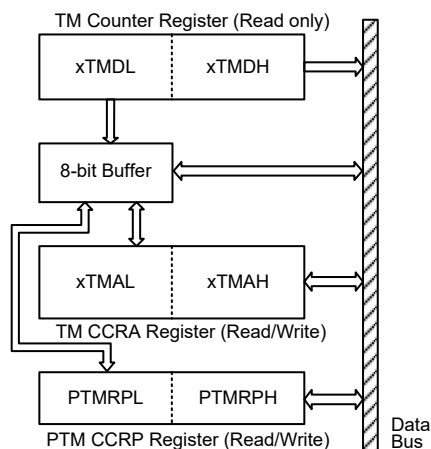 TM Counter Register (Read only)
xTMDL xTMDH
8-bit Buffer
xTMAL xTMAH
TM CCRA Register (Read/Write)
PTMRPL PTMRPH
PTM CCRP Register (Read/Write)
Data
Bus